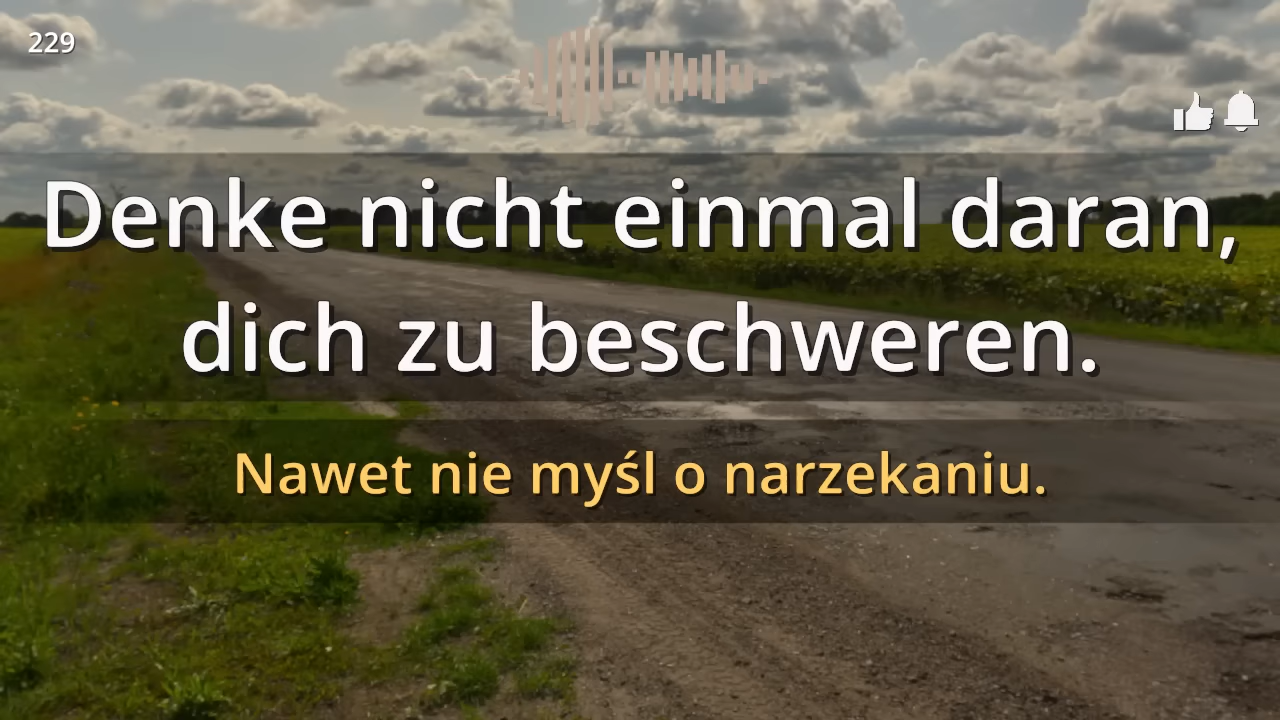 229
Denke nicht einmal daran,
dich zu beschweren.
Nawet nie myśl o narzekaniu.